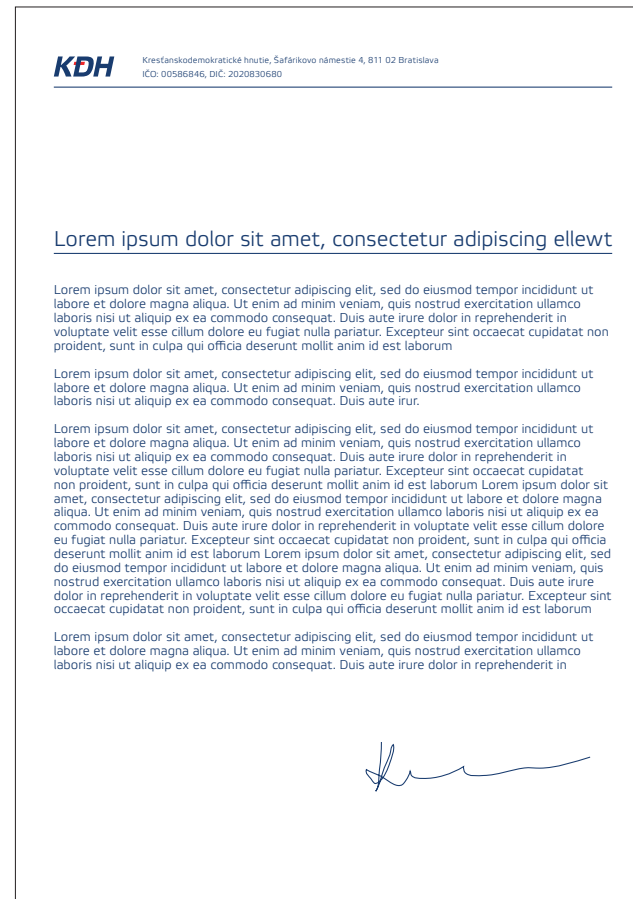 KDH
Kresťanskodemokratické hnutie, Šafárikovo námestie 4, 811 02 Bratislava
IČO: 00586846, DIČ: 2020830680
Lorem ipsum dolor sit amet, consectetur adipiscing ellewt
Lorem ipsum dolor sit amet, consectetur adipiscing elit, sed do eiusmod tempor incididunt ut
labore et dolore magna aliqua. Ut enim ad minim veniam, quis nostrud exercitation ullamco
laboris nisi ut aliquip ex ea commodo consequat. Duis aute irure dolor in reprehenderit in
voluptate velit esse cillum dolore eu fugiat nulla pariatur. Excepteur sint occaecat cupidatat non
proident, sunt in culpa qui officia deserunt mollit anim id est laborum
Lorem ipsum dolor sit amet, consectetur adipiscing elit, sed do eiusmod tempor incididunt ut
labore et dolore magna aliqua. Ut enim ad minim veniam, quis nostrud exercitation ullamco
laboris nisi ut aliquip ex ea commodo consequat. Duis aute irur.
Lorem ipsum dolor sit amet, consectetur adipiscing elit, sed do eiusmod tempor incididunt ut
labore et dolore magna aliqua. Ut enim ad minim veniam, quis nostrud exercitation ullamco
laboris nisi ut aliquip ex ea commodo consequat. Duis aute irure dolor in reprehenderit in
voluptate velit esse cillum dolore eu fugiat nulla pariatur. Excepteur sint occaecat cupidatat
non proident, sunt in culpa qui officia deserunt mollit anim id est laborum Lorem ipsum dolor sit
amet, consectetur adipiscing elit, sed do eiusmod tempor incididunt ut labore et dolore magna
aliqua. Ut enim ad minim veniam, quis nostrud exercitation ullamco laboris nisi ut aliquip ex ea
commodo consequat. Duis aute irure dolor in reprehenderit in voluptate velit esse cillum dolore
eu fugiat nulla pariatur. Excepteur sint occaecat cupidatat non proident, sunt in culpa qui officia
deserunt mollit anim id est laborum Lorem ipsum dolor sit amet, consectetur adipiscing elit, sed
do eiusmod tempor incididunt ut labore et dolore magna aliqua. Ut enim ad minim veniam, quis
nostrud exercitation ullamco laboris nisi ut aliquip ex ea commodo consequat. Duis aute irure
dolor in reprehenderit in voluptate velit esse cillum dolore eu fugiat nulla pariatur. Excepteur sint
occaecat cupidatat non proident, sunt in culpa qui officia deserunt mollit anim id est laborum
Lorem ipsum dolor sit amet, consectetur adipiscing elit, sed do eiusmod tempor incididunt ut
labore et dolore magna aliqua. Ut enim ad minim veniam, quis nostrud exercitation ullamco
laboris nisi ut aliquip ex ea commodo consequat. Duis aute irure dolor in reprehenderit in